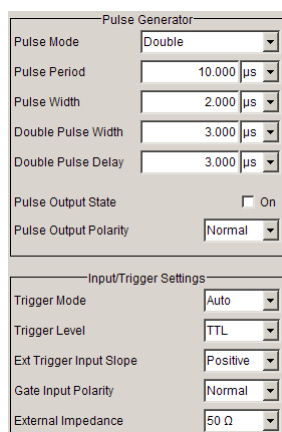 Pulse Generator
Pulse Mode Double
Pulse Period 10.000 µs
Pulse Width 2.000 µs
Double Pulse Width 3.000 µs
Double Pulse Delay 3.000 µs
Pulse Output State On
Pulse Output Polarity Normal
Input/Trigger Settings
Trigger Mode Auto
Trigger Level TTL
Ext Trigger Input Slope Positive
Gate Input Polarity Normal
External Impedance 50 Ω